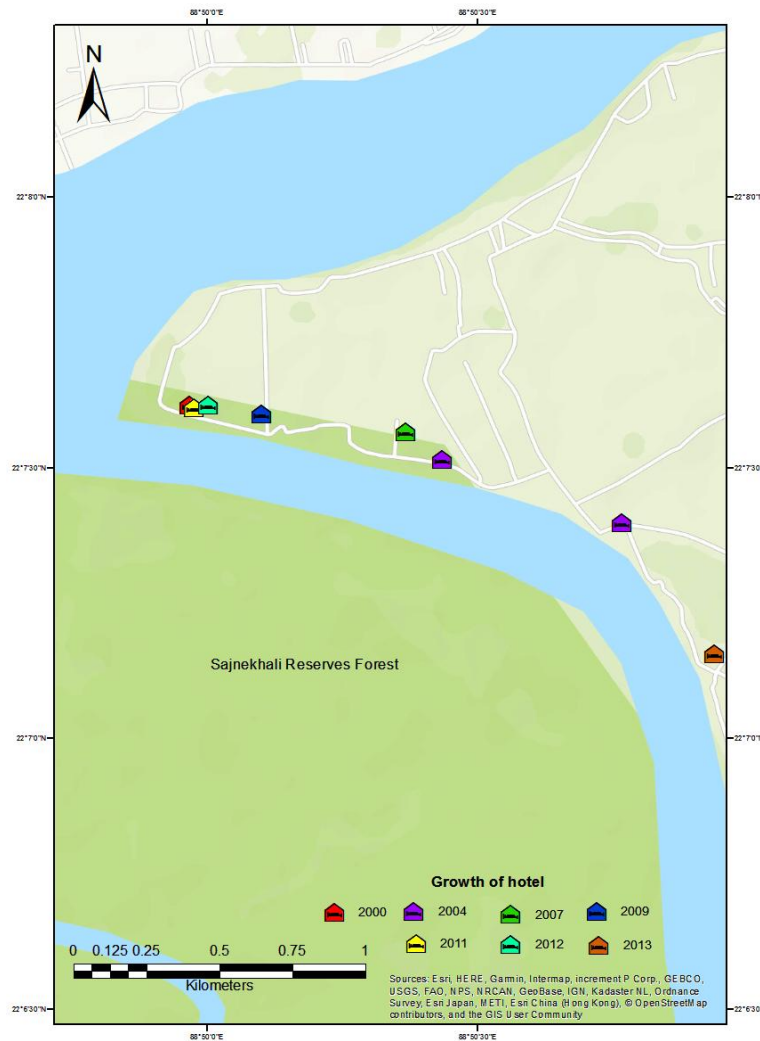 88°50'0"E
88°50'30"E
N
22°8'0"N
22°8'0"N
22°7'30"N
22°7'30"N
Sajnekhali Reserves Forest
22°7'0"N
22°7'0"N
Growth of hotel
2000
2004
2007
2009
2011
2012
2013
0 0.125 0.25 0.5 0.75 1
Kilometers
Sources: Esri, HERE, Garmin, Intermap, increment P Corp., GEBCO,
USGS, FAO, NPS, NRCAN, GeoBase, IGN, Kadaster NL, Ordnance
Survey, Esri Japan, METI, Esri China (Hong Kong), © OpenStreetMap
contributors, and the GIS User Community
22°6'30"N
22°6'30"N
88°50'0"E
88°50'30"E